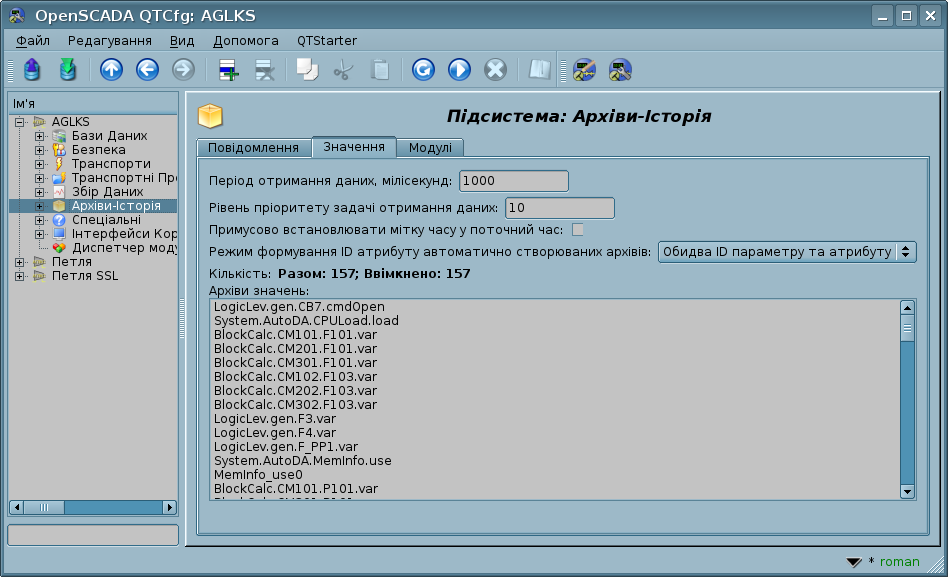 OpenSCADA QTCfg: AGLKS
Файл Редагування Вид Допомога QTStarter
Ім'я
AGLKS
Бази Даних
Безпека
Транспорти
Транспортні Пр
Збір Даних
Архіви-Історія
Спеціальні
Інтерфейси Кор
Диспетчер моду
Петля
Петля SSL
Підсистема: Архіви-Історія
Повідомлення Значення Модулі
Період отримання даних, мілісекунд: 1000
Рівень пріоритету задачі отримання даних: 10
Примусово встановлювати мітку часу у поточний час:
Режим формування ID атрибуту автоматично створюваних архівів: Обидва ID параметру та атрибуту
Кількість: Разом: 157; Ввімкнено: 157
Архіви значень:
LogicLev.gen.CB7.cmdOpen
System.AutoDA.CPULoad.load
BlockCalc.CM101.F101.var
BlockCalc.CM201.F101.var
BlockCalc.CM301.F101.var
BlockCalc.CM102.F103.var
BlockCalc.CM202.F103.var
BlockCalc.CM302.F103.var
LogicLev.gen.F3.var
LogicLev.gen.F4.var
LogicLev.gen.F_PP1.var
System.AutoDA.MemInfo.use
MemInfo_use0
BlockCalc.CM101.P101.var
* roman